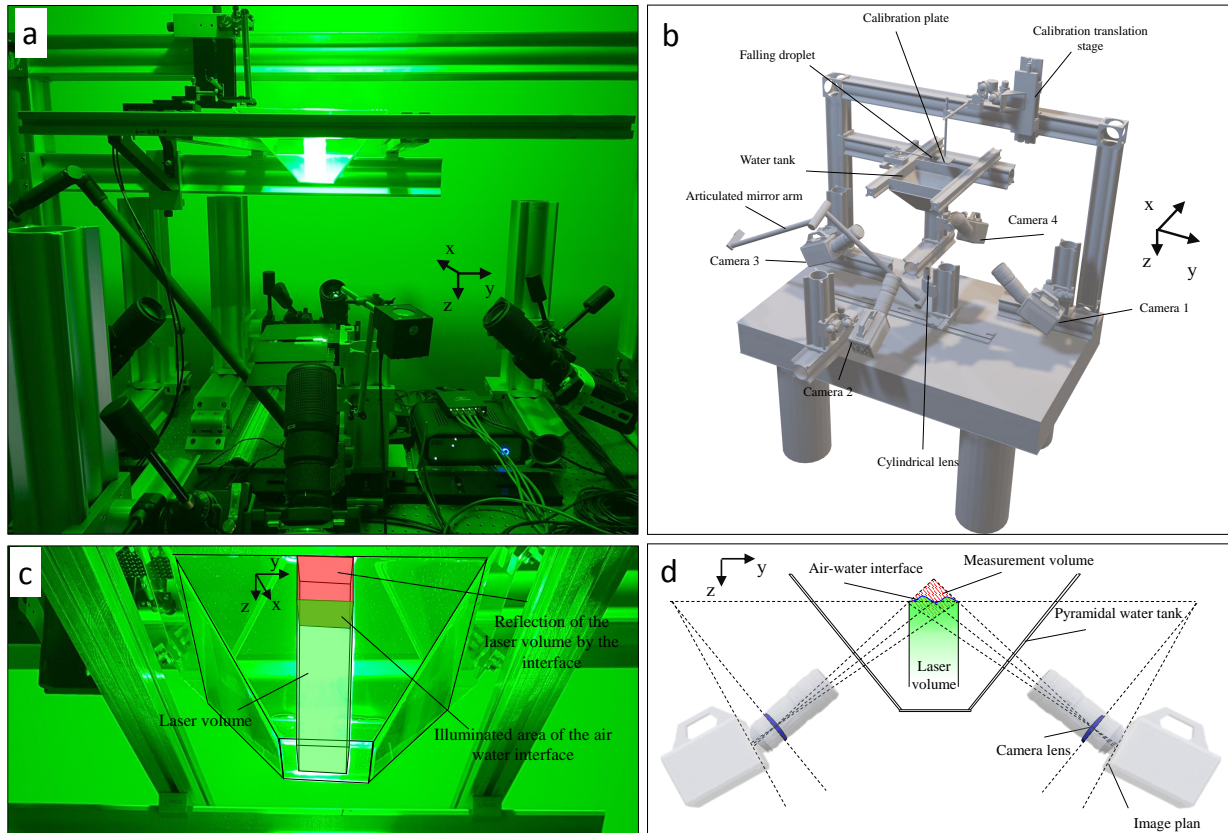 a
x
y
z
b
Calibration plate
Calibration translation
stage
Falling droplet
Water tank
Articulated mirror arm
Camera 3
Camera 4
x
z
y
Camera 1
Camera 2
Cylindrical lens
c
y
z
x
Reflection of the
laser volume by the
interface
Laser volume
Illuminated area of the air
water interface
d
y
z
Air-water interface
Measurement volume
Pyramidal water tank
Laser
volume
Camera lens
Image plan